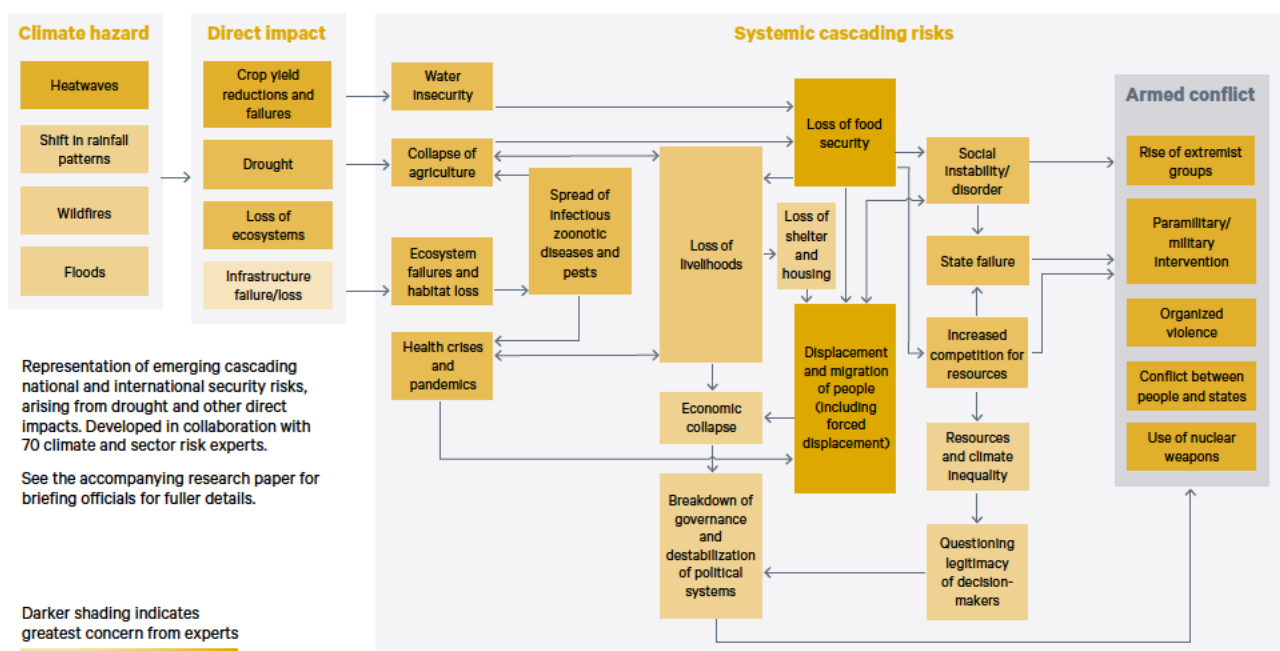 Climate hazard
Heatwaves
Shift in rainfall
patterns
Wildfires
Floods
Direct impact
Crop yield
reductions and
failures
Drought
Loss of
ecosystems
Infrastructure
failure/loss
Systemic cascading risks
Water
insecurity
Collapse of
agriculture
Ecosystem
failures and
habitat loss
Health crises
and
pandemics
Spread of
infectious
zoonotic
diseases and
pests
Loss of
livelihoods
Economic
collapse
Breakdown of
governance
and
destabilization
of political
systems
Loss of food
security
Loss of
shelter
and
housing
Displacement
and migration
of people
(including
forced
displacement)
Social
instability/
disorder
State failure
Increased
competition for
resources
Resources
and climate
inequality
Questioning
legitimacy
of decision-
makers
Armed conflict
Rise of extremist
groups
Paramilitary/
military
intervention
Organized
violence
Conflict between
people and states
Use of nuclear
weapons
Representation of emerging cascading
national and international security risks,
arising from drought and other direct
impacts. Developed in collaboration with
70 climate and sector risk experts.
See the accompanying research paper for
briefing officials for fuller details.
Darker shading indicates
greatest concern from experts